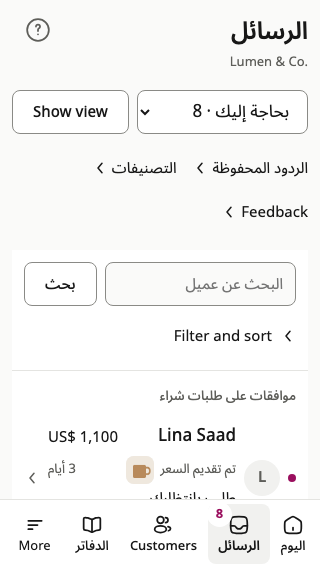 الرسائل
Lumen & Co.
بحاجة إليك · 8
Show view
الردود المحفوظة
التصنيفات
Feedback
البحث عن عميل
بحث
Filter and sort
موافقات على طلبات شراء
Lina Saad
US$ 1,100
L
تم تقديم السعر
3 أيام
اليوم
الرسائل
8
Customers
الدفاتر
More